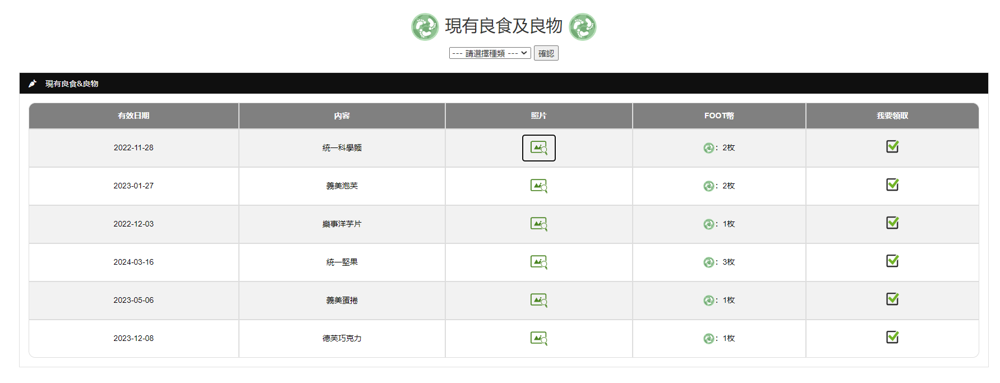 現有良食及良物
--- 請選擇種類 --- 確認
現有良食&良物
有效日期 內容 照片 FOOT幣 我要領取
2022-11-28 統一科學麵 : 2枚
2023-01-27 義美泡芙 : 2枚
2022-12-03 樂事洋芋片 : 1枚
2024-03-16 統一堅果 : 3枚
2023-05-06 義美蛋捲 : 1枚
2023-12-08 德芙巧克力 : 1枚